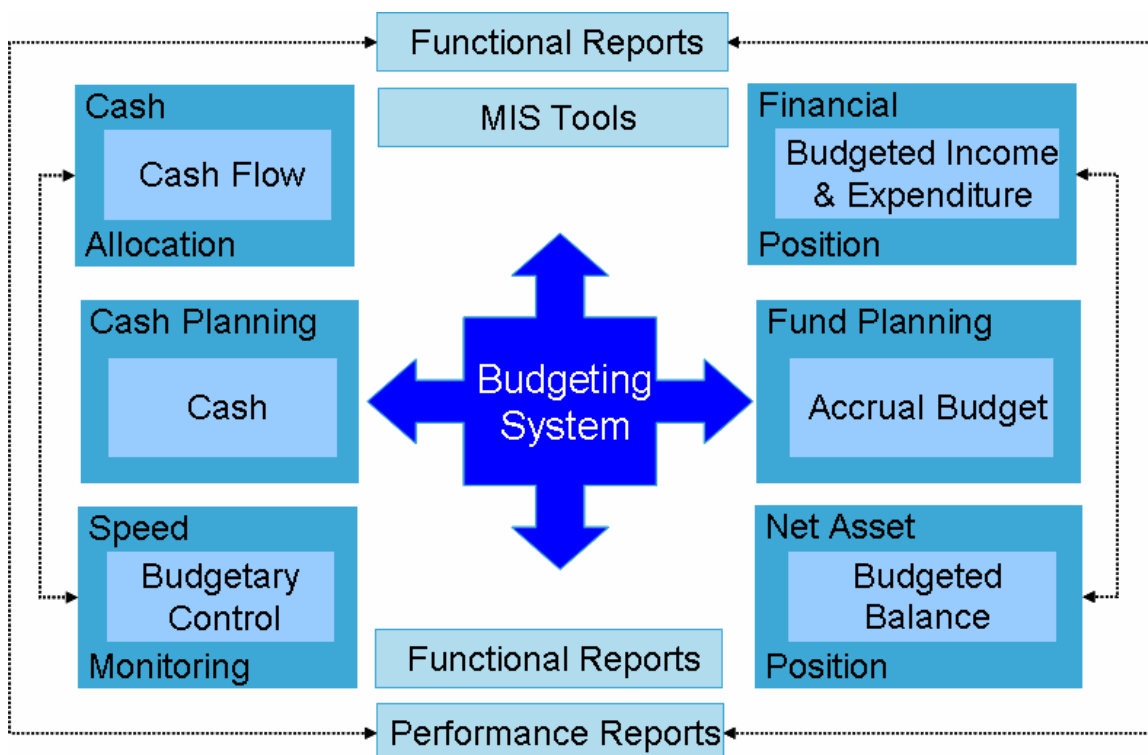 Functional Reports
MIS Tools
Cash
Cash Flow
Allocation
Financial
Budgeted Income
& Expenditure
Position
Cash Planning
Cash
Budgeting
System
Fund Planning
Accrual Budget
Speed
Budgetary
Control
Monitoring
Net Asset
Budgeted
Balance
Position
Functional Reports
Performance Reports